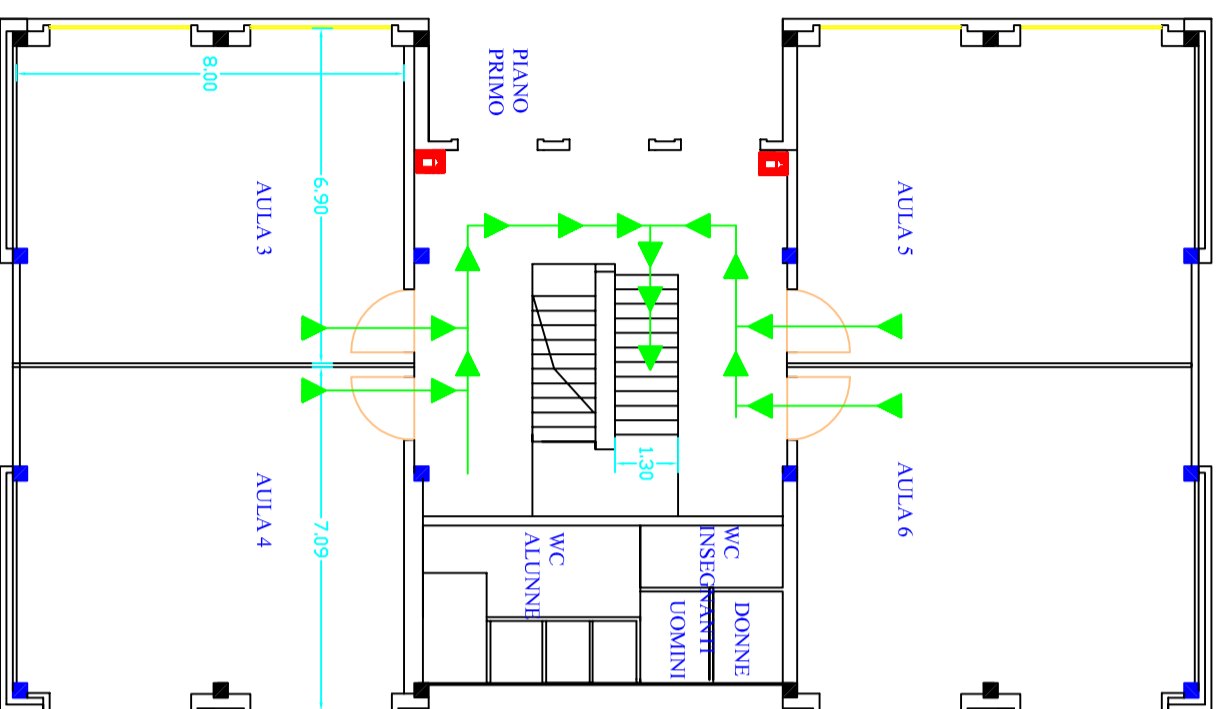 PIANO
PRIMO
8.00
6.90
AULA 3
AULA 5
1.30
AULA 4
7.09
AULA 6
WC
ALUNNE
WC
INSEGNANTI
UOMINI
DONNE